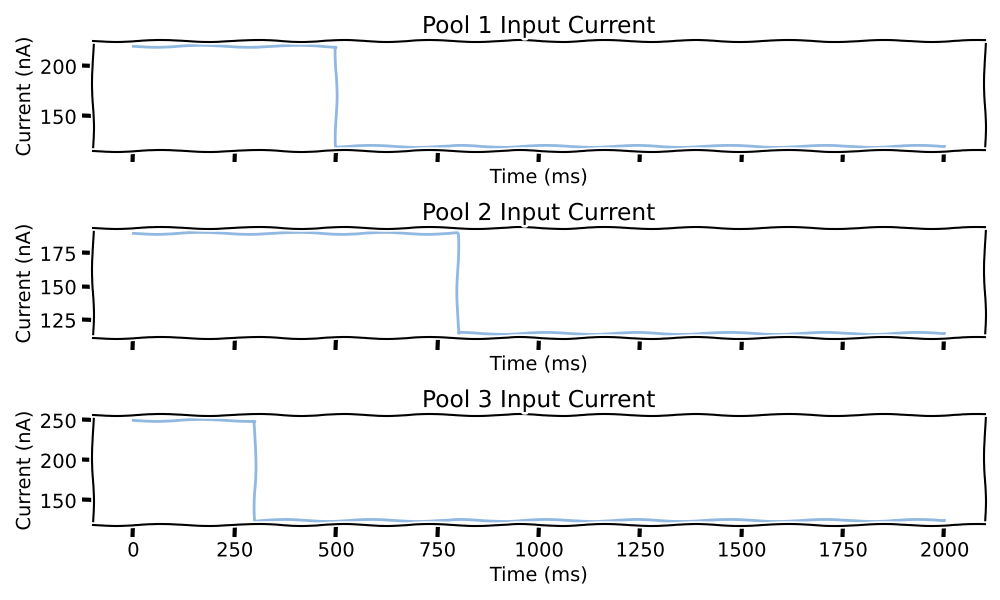 Pool 1 Input Current
Current (nA)
200
150
Time (ms)
Pool 2 Input Current
Current (nA)
175
150
125
Time (ms)
Pool 3 Input Current
Current (nA)
250
200
150
0 250 500 750 1000 1250 1500 1750 2000
Time (ms)